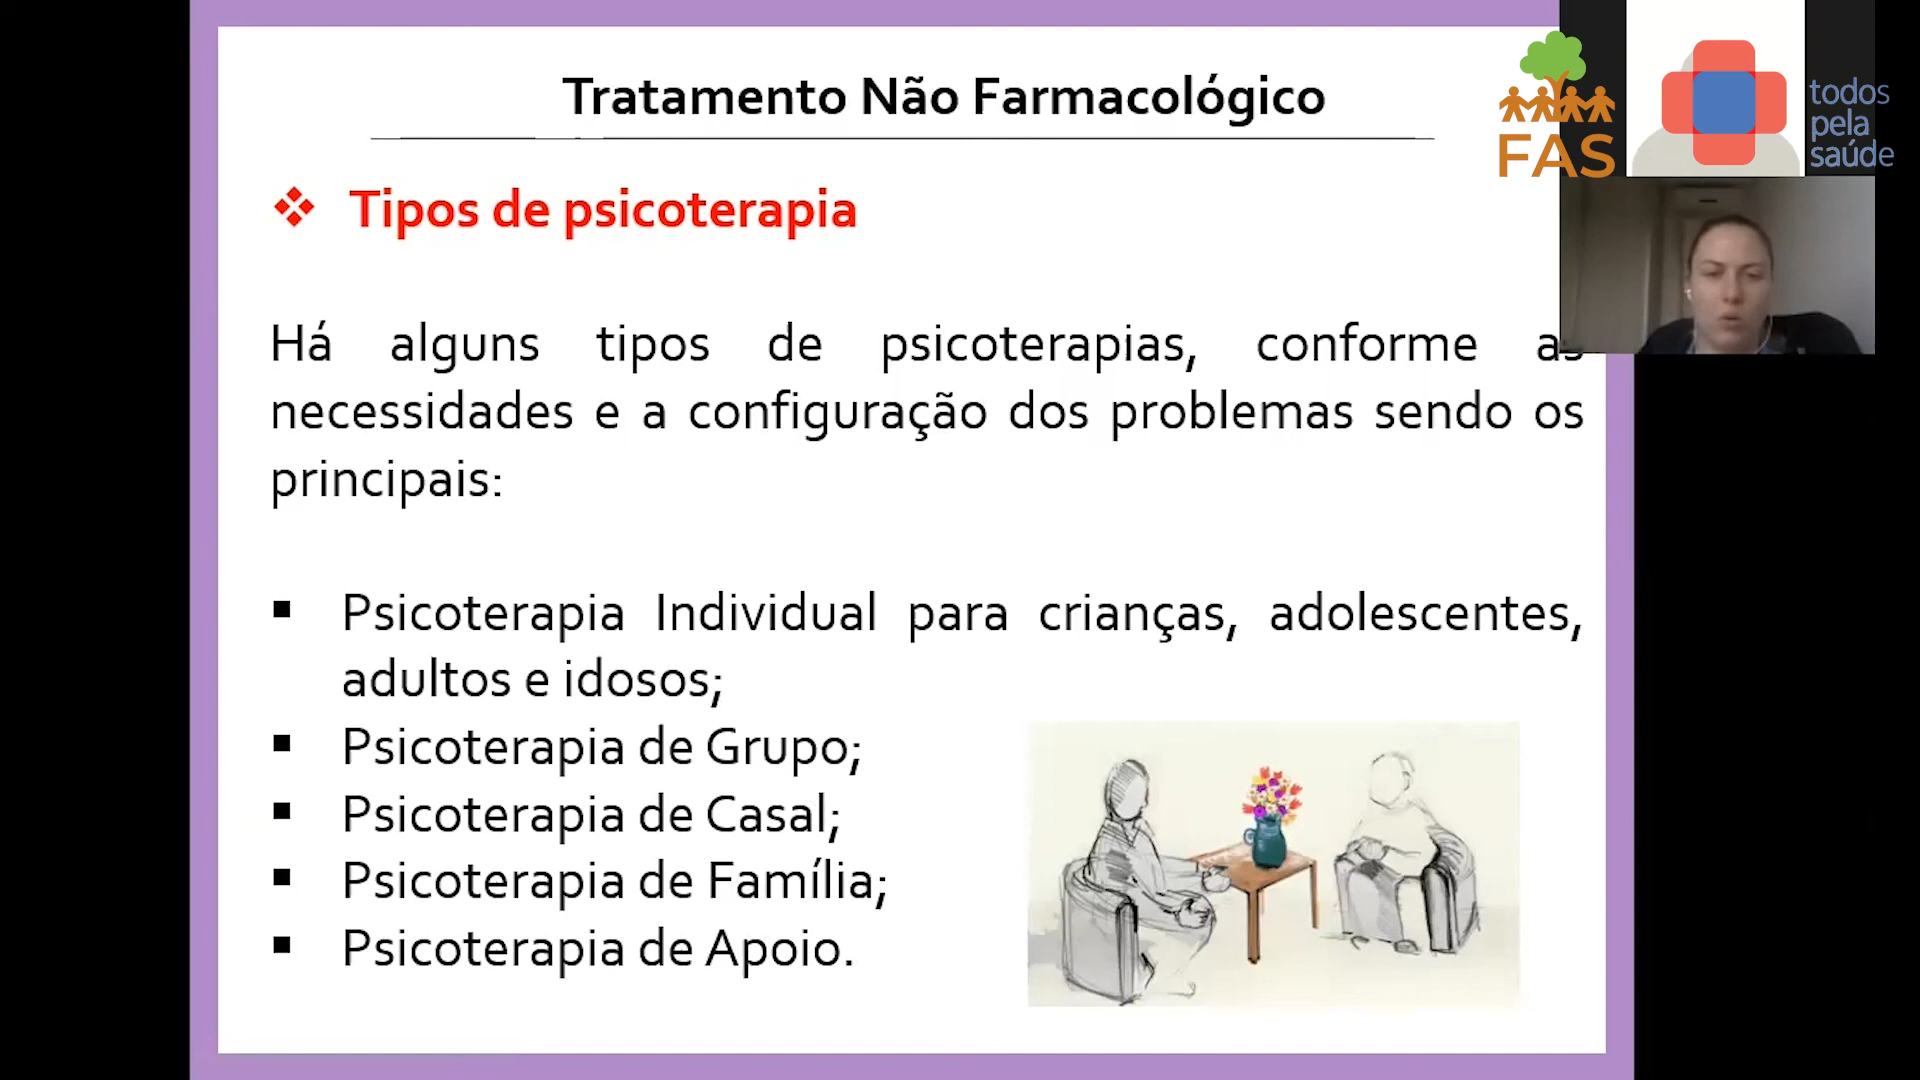 Tratamento Não Farmacológico
FAS
todos
pela
saúde
Tipos de psicoterapia
Há alguns tipos de psicoterapias, conforme as
necessidades e a configuração dos problemas sendo os
principais:
Psicoterapia Individual para crianças, adolescentes,
adultos e idosos;
Psicoterapia de Grupo;
Psicoterapia de Casal;
Psicoterapia de Família;
Psicoterapia de Apoio.